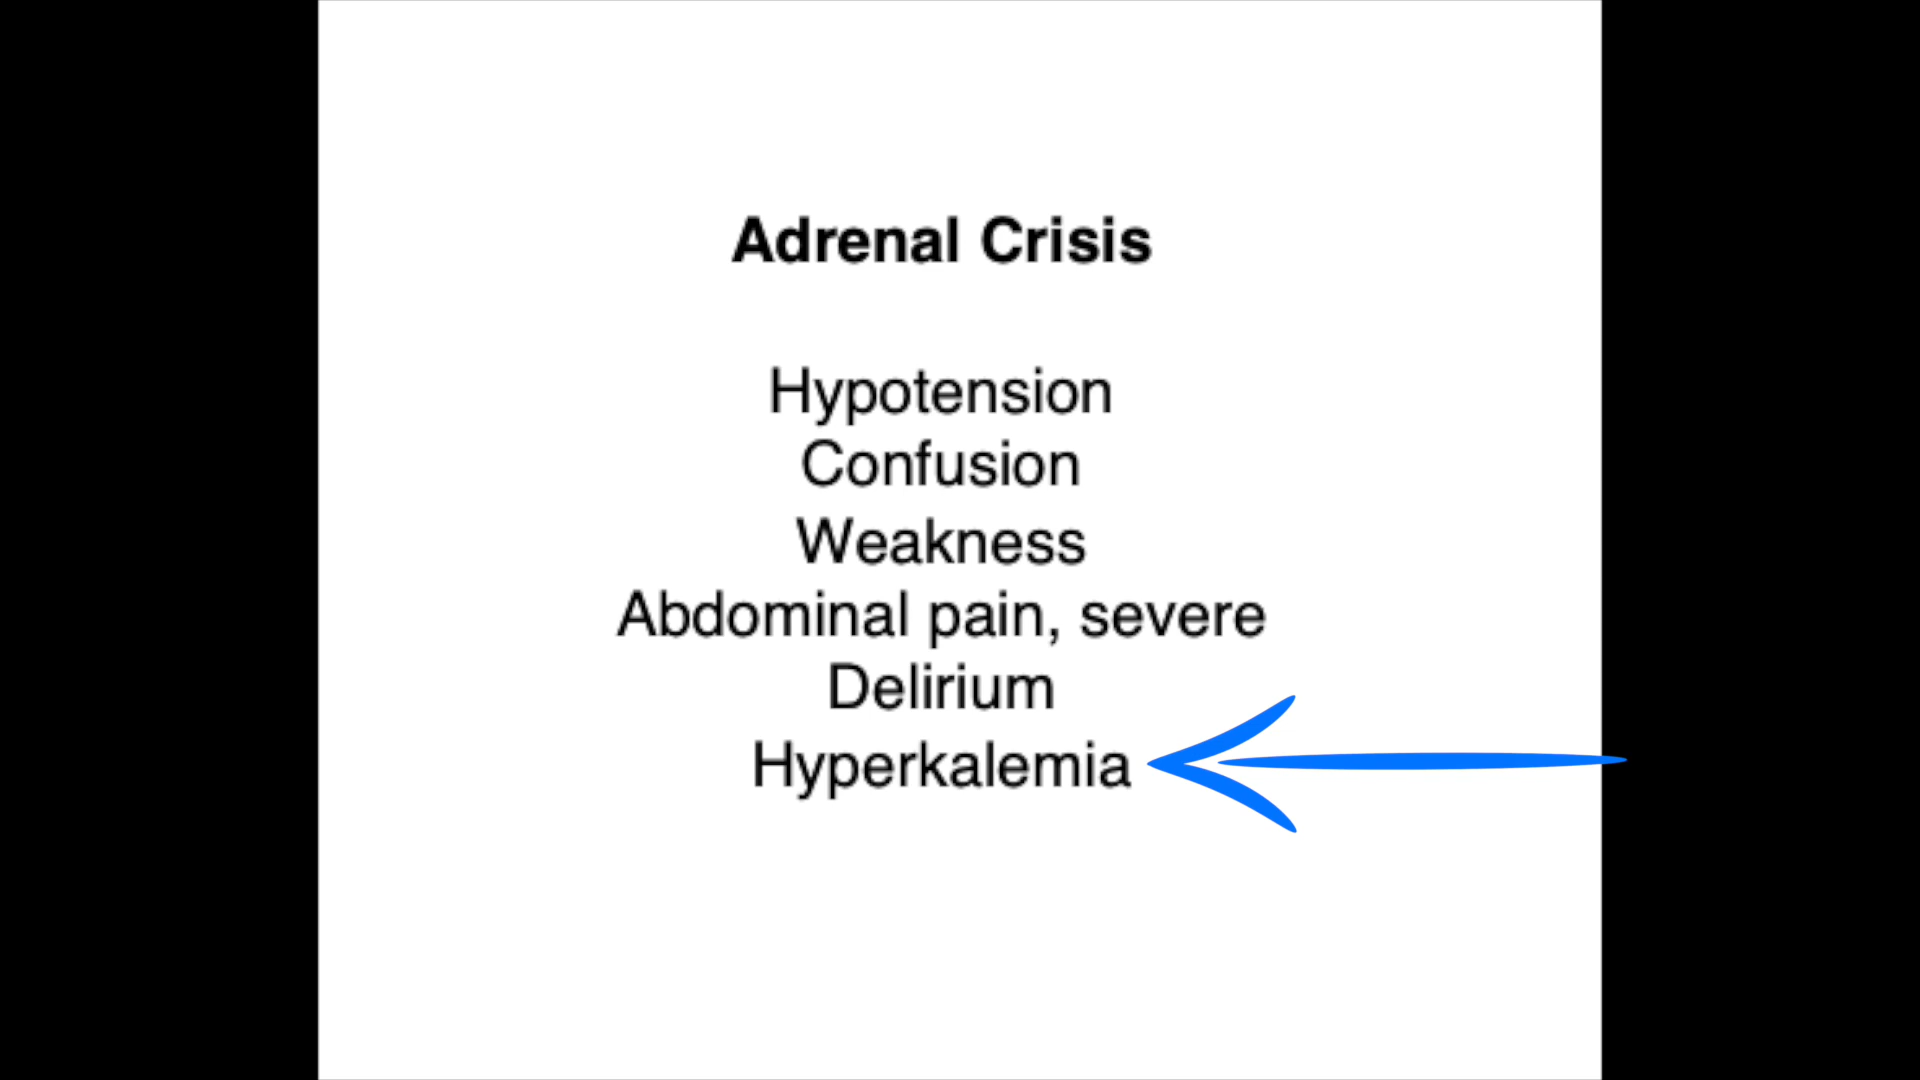 Adrenal Crisis
Hypotension
Confusion
Weakness
Abdominal pain, severe
Delirium
Hyperkalemia